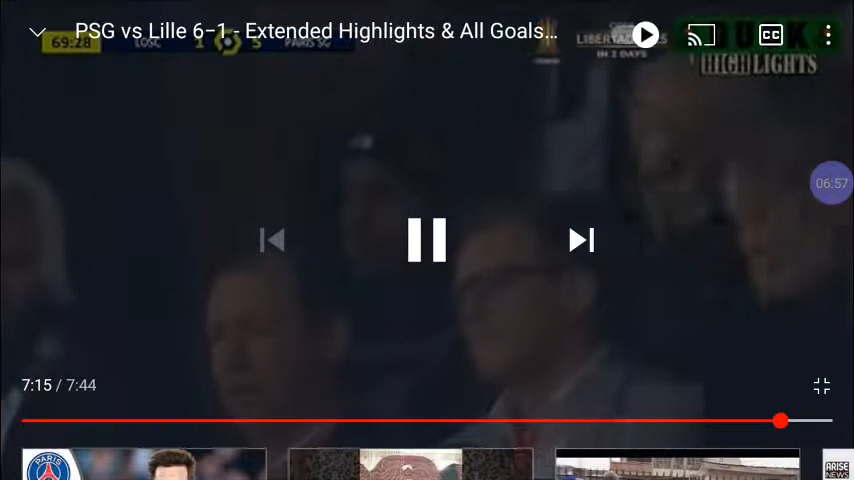 PSG vs Lille 6-1 - Extended Highlights & All Goals...
69:28 LOSC 1 5 PARIS SG
LIBERTADORES
IN 2 DAYS
CC
HIGHLIGHTS
06:57
7:15 / 7:44
PARIS
ARISE
NEWS